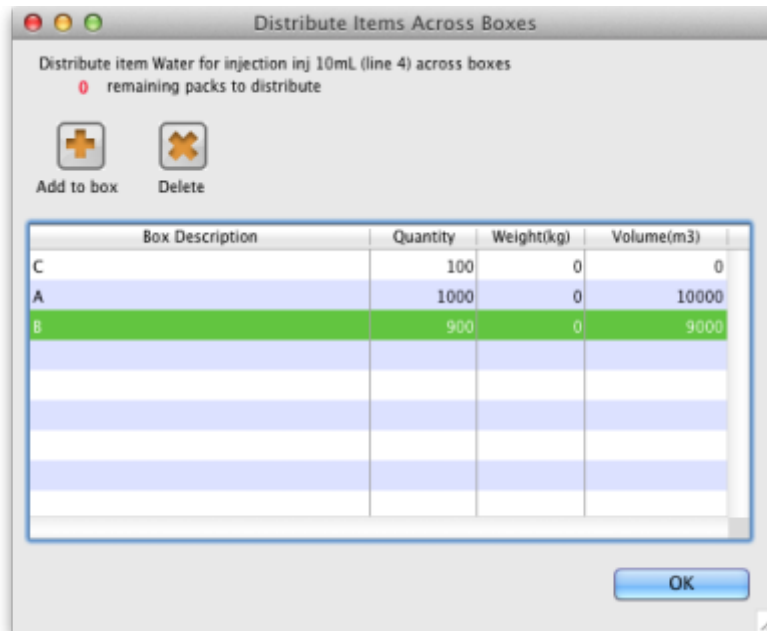 Distribute Items Across Boxes
Distribute item Water for injection inj 10mL (line 4) across boxes
0 remaining packs to distribute
Add to box Delete
Box Description Quantity Weight(kg) Volume(m3)
C 100 0 0
A 1000 0 10000
B 900 0 9000
OK